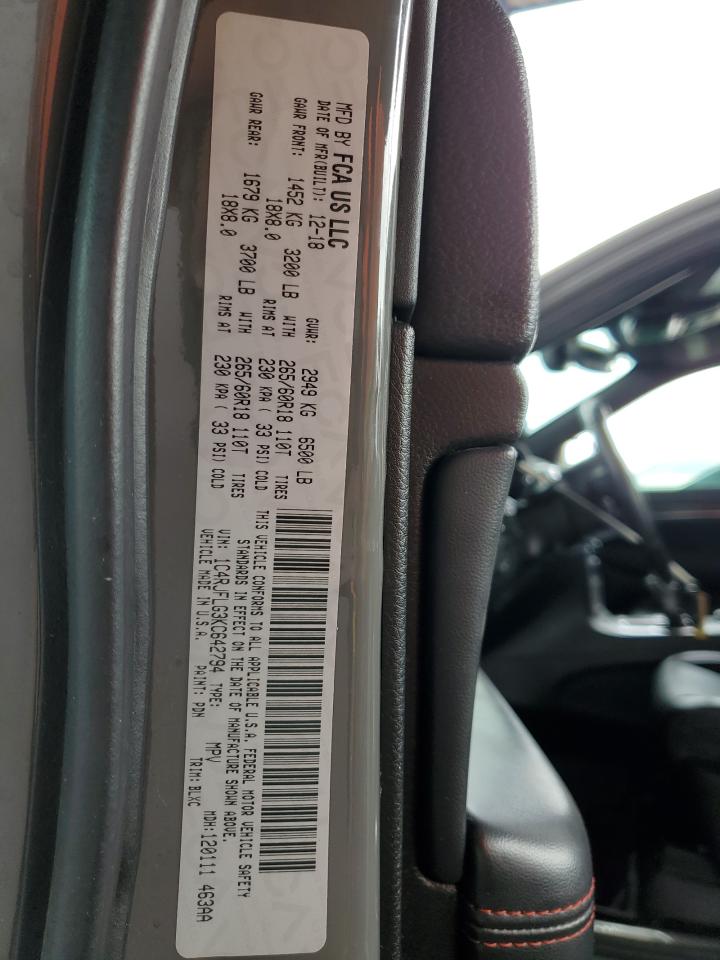 MFD BY FCA US LLC
DATE OF MFR(BUILT): 12-18 GVWR: 2949 KG 6500 LB
GAWR FRONT: 1452 KG 3200 LB WITH 265/60R18 110T TIRES
18X8.0 RIMS AT 230 KPA ( 33 PSI) COLD
GAWR REAR: 1679 KG 3700 LB WITH 265/60R18 110T TIRES
18X8.0 RIMS AT 230 KPA ( 33 PSI) COLD
THIS VEHICLE CONFORMS TO ALL APPLICABLE U.S.A. FEDERAL MOTOR VEHICLE SAFETY
STANDARDS IN EFFECT ON THE DATE OF MANUFACTURE SHOWN ABOVE.
VIN: 1C4RJFLG3KC642794 TYPE: MPV MDH:120111 463AA
VEHICLE MADE IN U.S.A. PAINT: PDN TRIM: BLXC